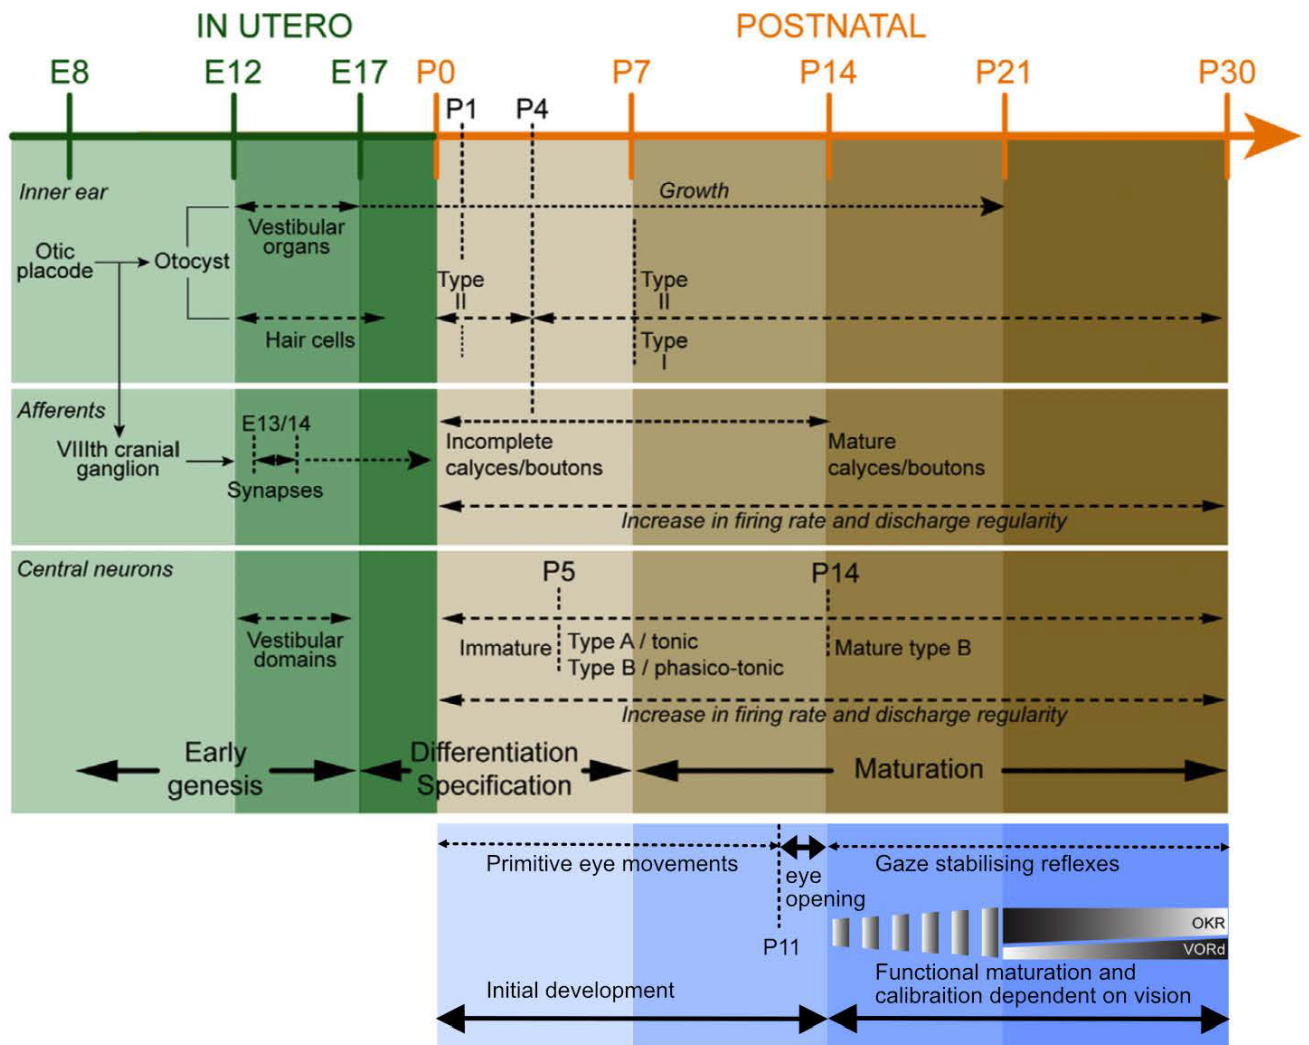 IN UTERO
POSTNATAL
E8
E12
E17
P0
P7
P14
P21
P30
P1
P4
Inner ear
Growth
Vestibular
organs
Otic
placode
Otocyst
Type
II
Type
II
Hair cells
Type
I
Afferents
E13/14
VIIIth cranial
ganglion
Synapses
Incomplete
calyces/boutons
Mature
calyces/boutons
Increase in firing rate and discharge regularity
Central neurons
P5
P14
Vestibular
domains
Immature
Type A / tonic
Type B / phasico-tonic
Mature type B
Increase in firing rate and discharge regularity
Early
genesis
Differentiation
Specification
Maturation
Primitive eye movements
eye
opening
Gaze stabilising reflexes
P11
OKR
VORd
Initial development
Functional maturation and
calibraition dependent on vision